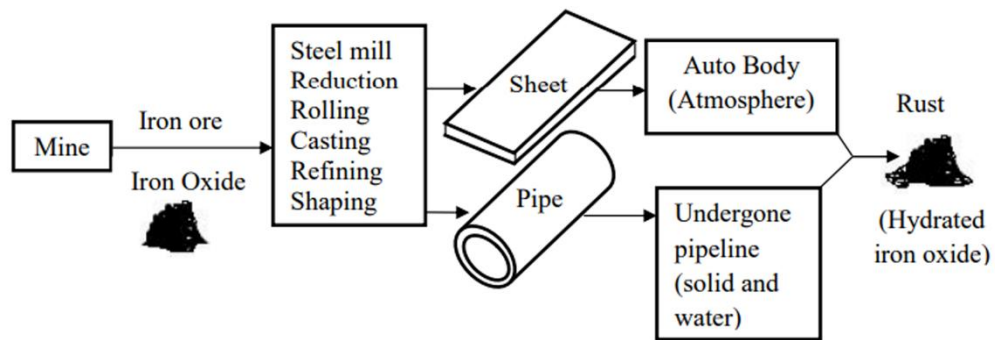 Mine
Iron ore
Iron Oxide
Steel mill
Reduction
Rolling
Casting
Refining
Shaping
Sheet
Pipe
Auto Body
(Atmosphere)
Undergone
pipeline
(solid and
water)
Rust
(Hydrated
iron oxide)